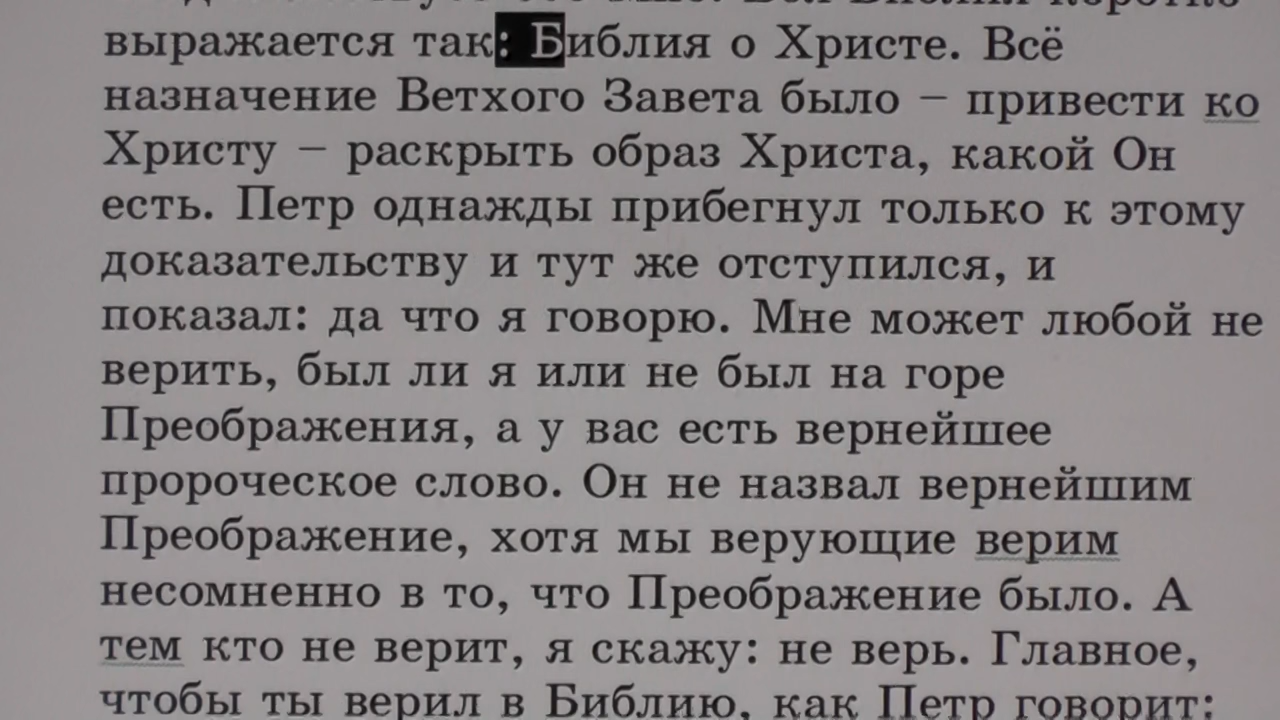 выражается так: Библия о Христе. Всё
назначение Ветхого Завета было – привести ко
Христу – раскрыть образ Христа, какой Он
есть. Петр однажды прибегнул только к этому
доказательству и тут же отступился, и
показал: да что я говорю. Мне может любой не
верить, был ли я или не был на горе
Преображения, а у вас есть вернейшее
пророческое слово. Он не назвал вернейшим
Преображение, хотя мы верующие верим
несомненно в то, что Преображение было. А
тем кто не верит, я скажу: не верь. Главное,
чтобы ты верил в Библию, как Петр говорит: